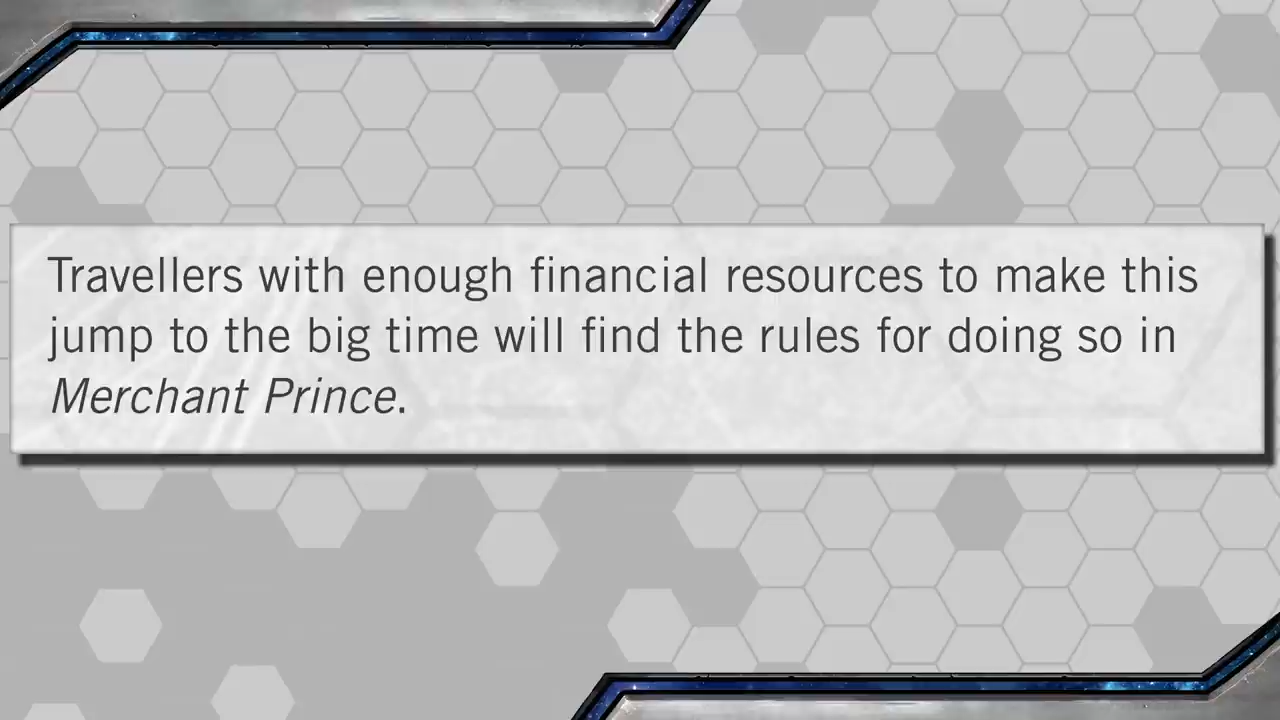 Travellers with enough financial resources to make this
jump to the big time will find the rules for doing so in
Merchant Prince.